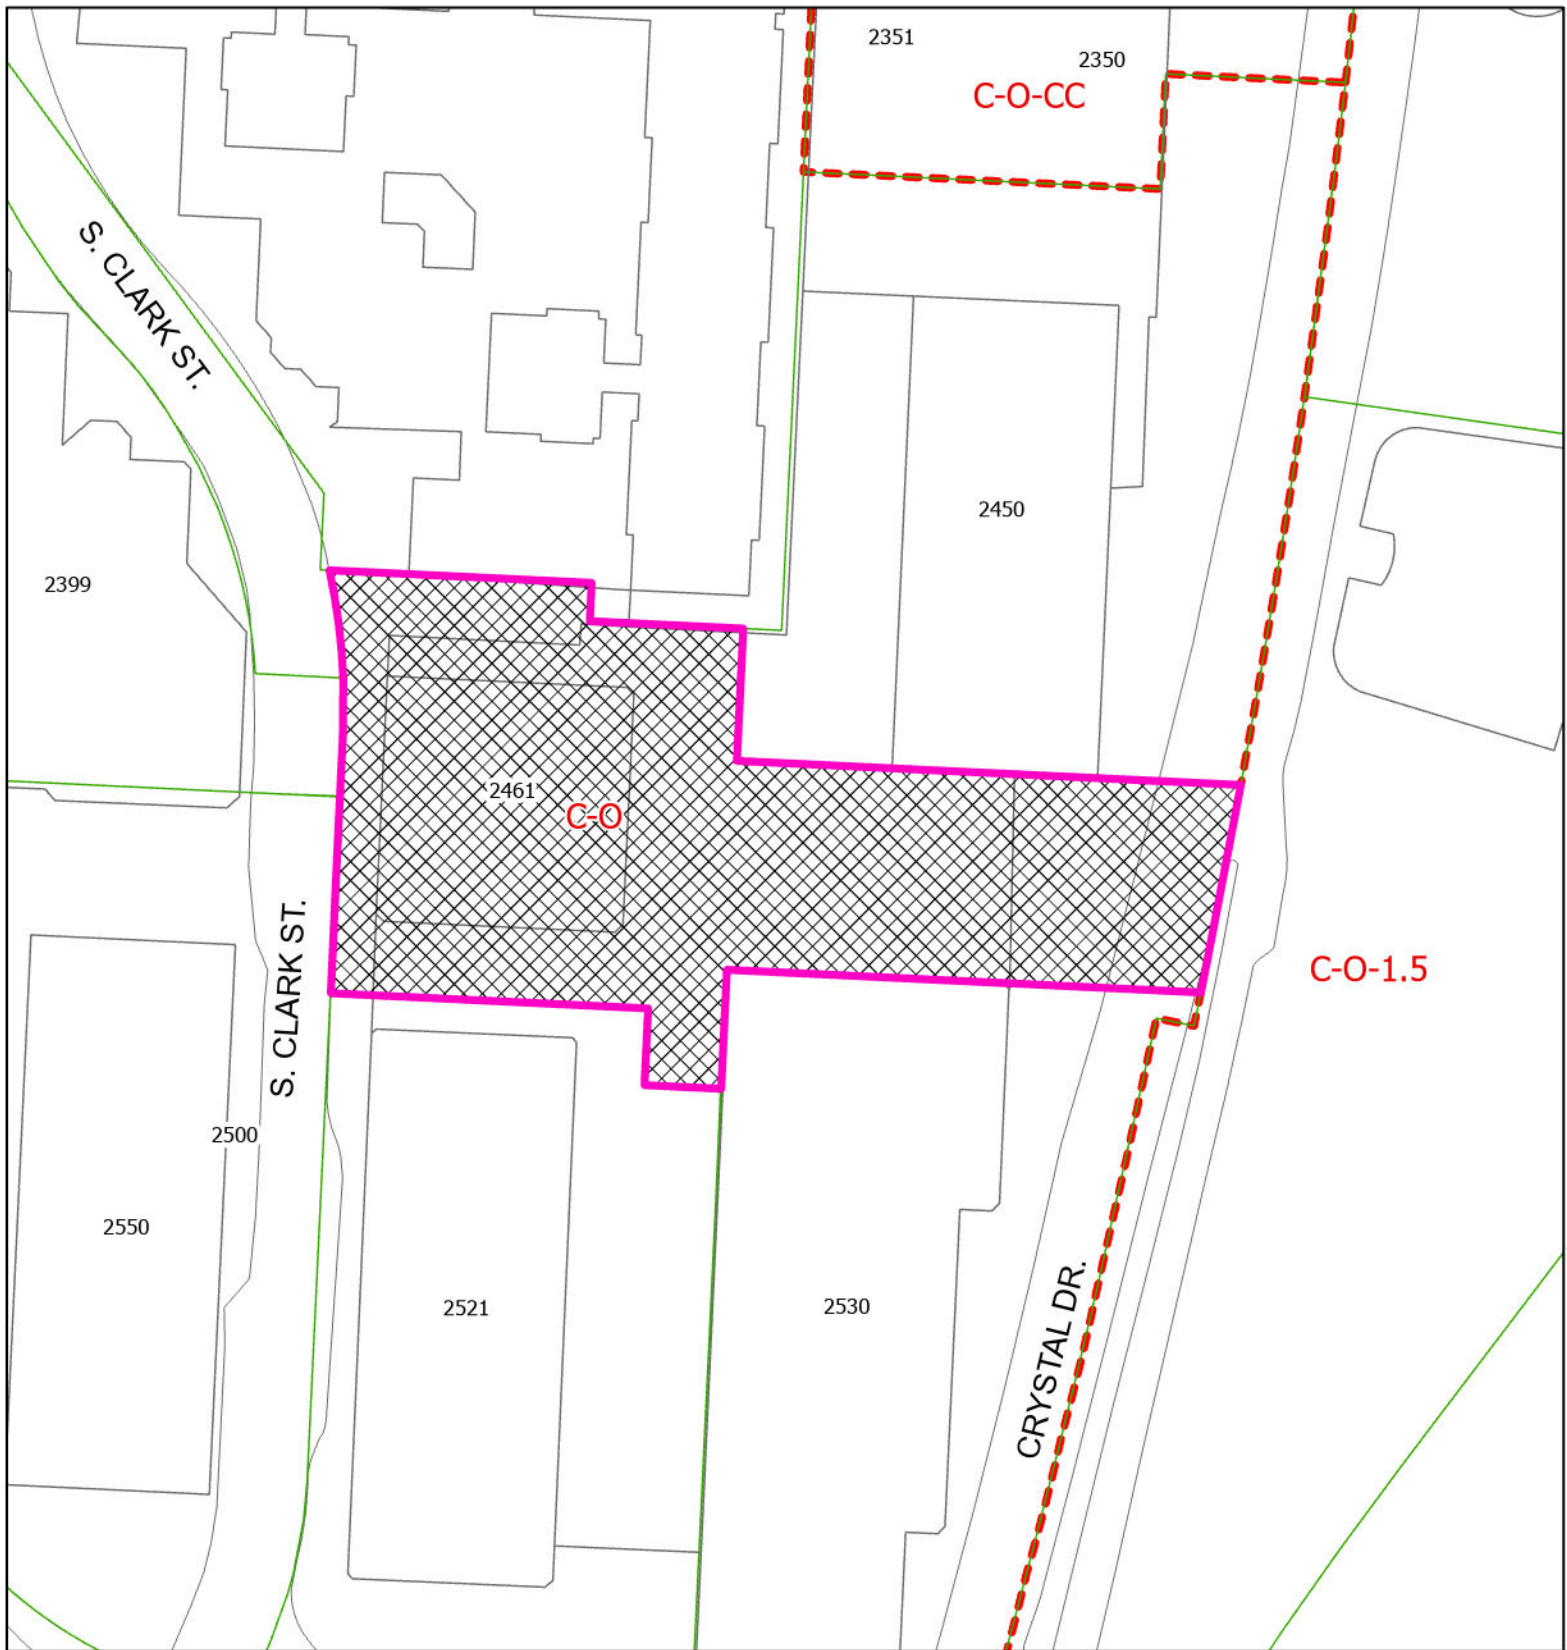 2351
2350
C-O-CC
S. CLARK ST.
2450
2399
2461
C-O
S. CLARK ST.
C-O-1.5
2500
2550
2521
2530
CRYSTAL DR.